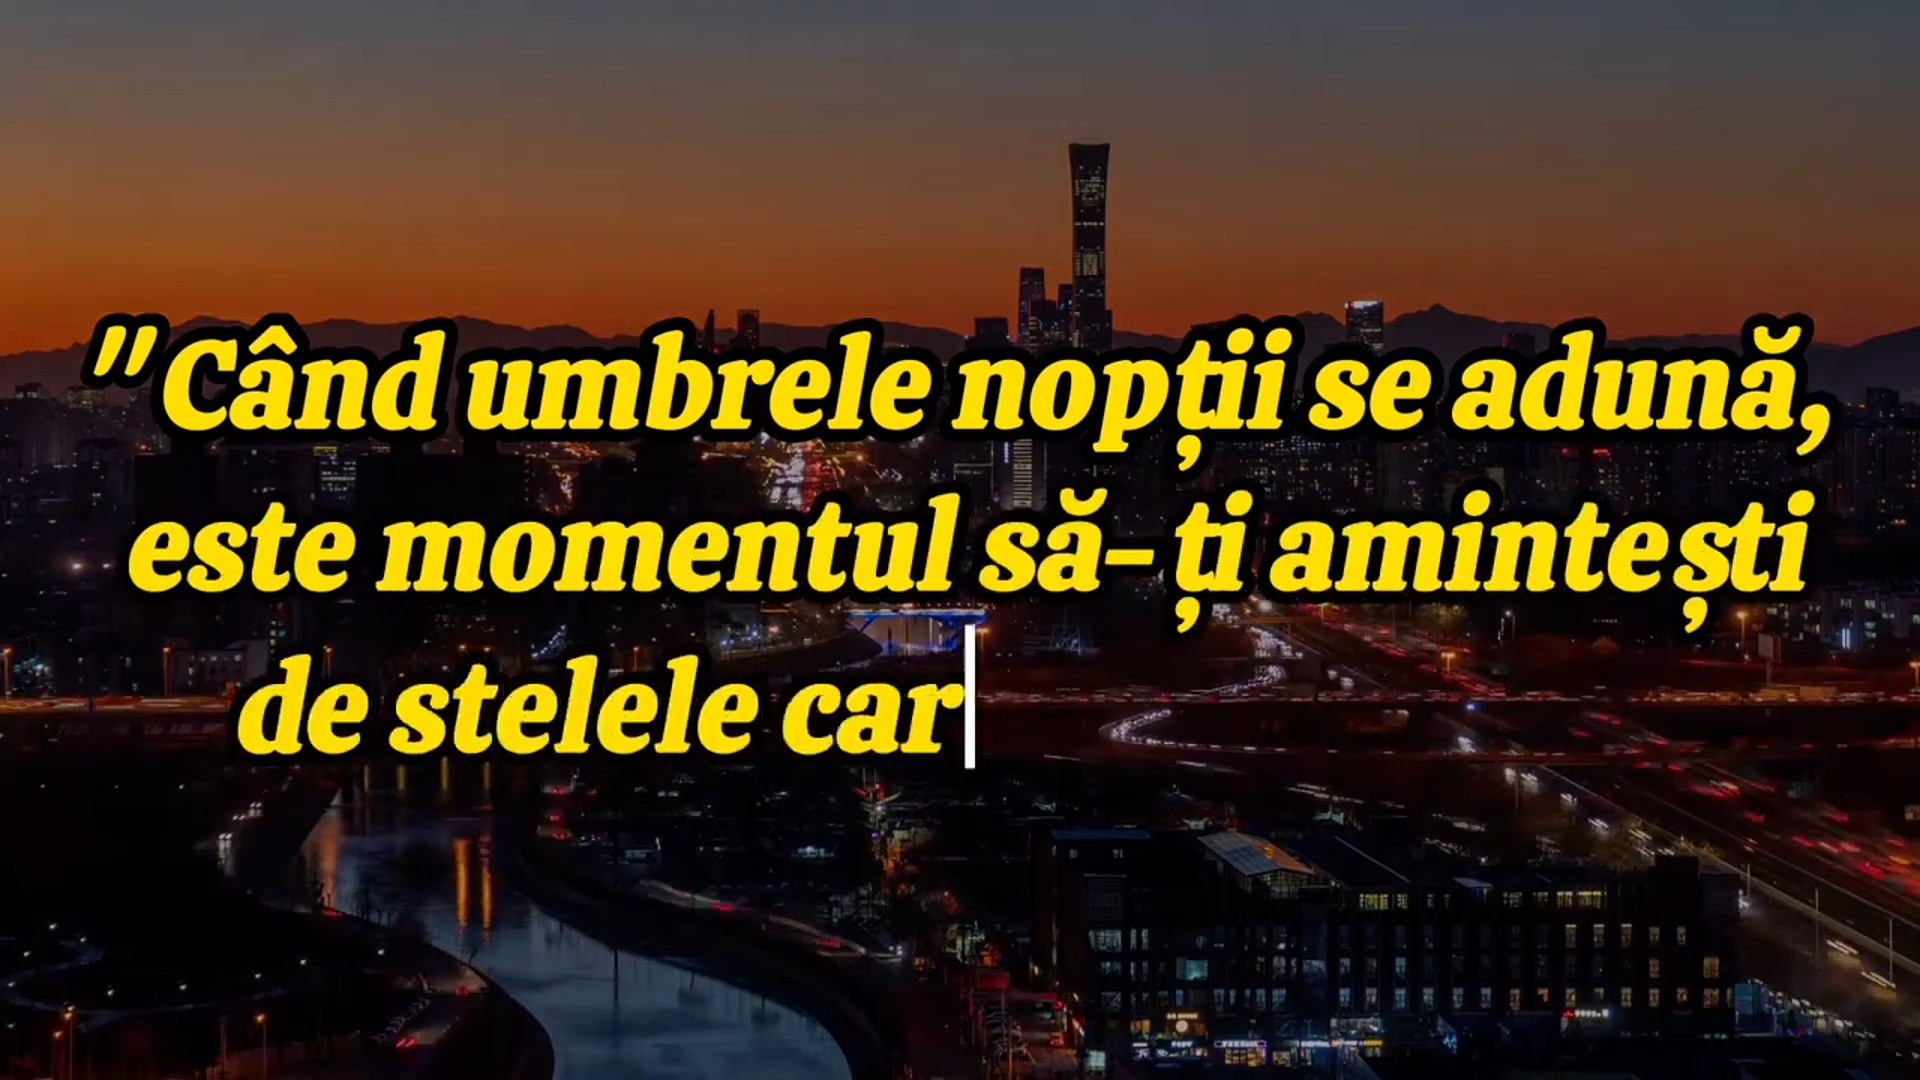 "Când umbrele nopții se adună,
este momentul să-ți amintești
de stelele car